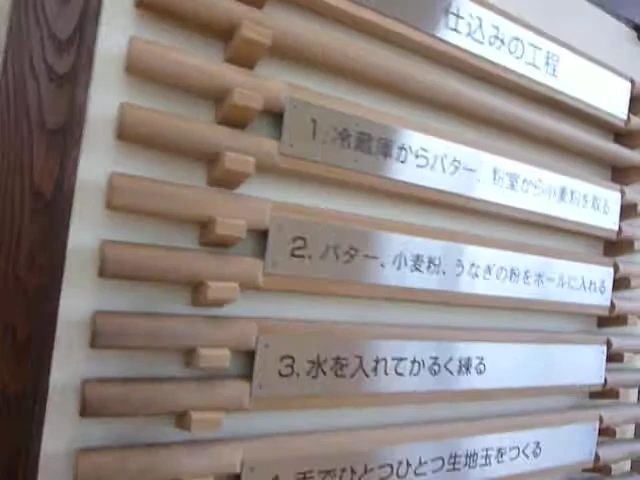 仕込みの工程
1. 冷蔵庫からバター、粉室から小麦粉を取る
2. バター、小麦粉、うなぎの粉をボールに入れる
3. 水を入れてかるく練る
4. 手でひとつひとつ生地玉をつくる